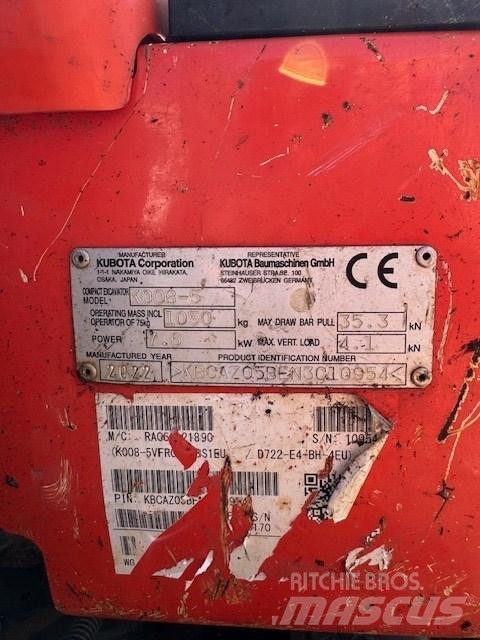 MANUFACTURER
KUBOTA Corporation
1-1-1 NAKAMIYA OIKE, HIRAKATA,
OSAKA, JAPAN
REPRESENTATIVE
KUBOTA Baumaschinen GmbH
STEINHAUSER STRASSE 100
66482 ZWEIBRÜCKEN GERMANY
CE
COMPACT EXCAVATOR
MODEL K008-5
OPERATING MASS INCL
OPERATOR OF 75kg 1050 kg MAX. DRAW BAR PULL 35.3 kN
POWER 7.6 kW MAX. VERT. LOAD 4.1 kN
MANUFACTURED YEAR PRODUCT IDENTIFICATION NUMBER
2022 >KBCAZ05BEN3C10954<
M/C: S/N: 10954
(K008-5 / D722-E4-BH-4EU)
PIN:
S/N
WG
RITCHIE BROS.
MASCUS